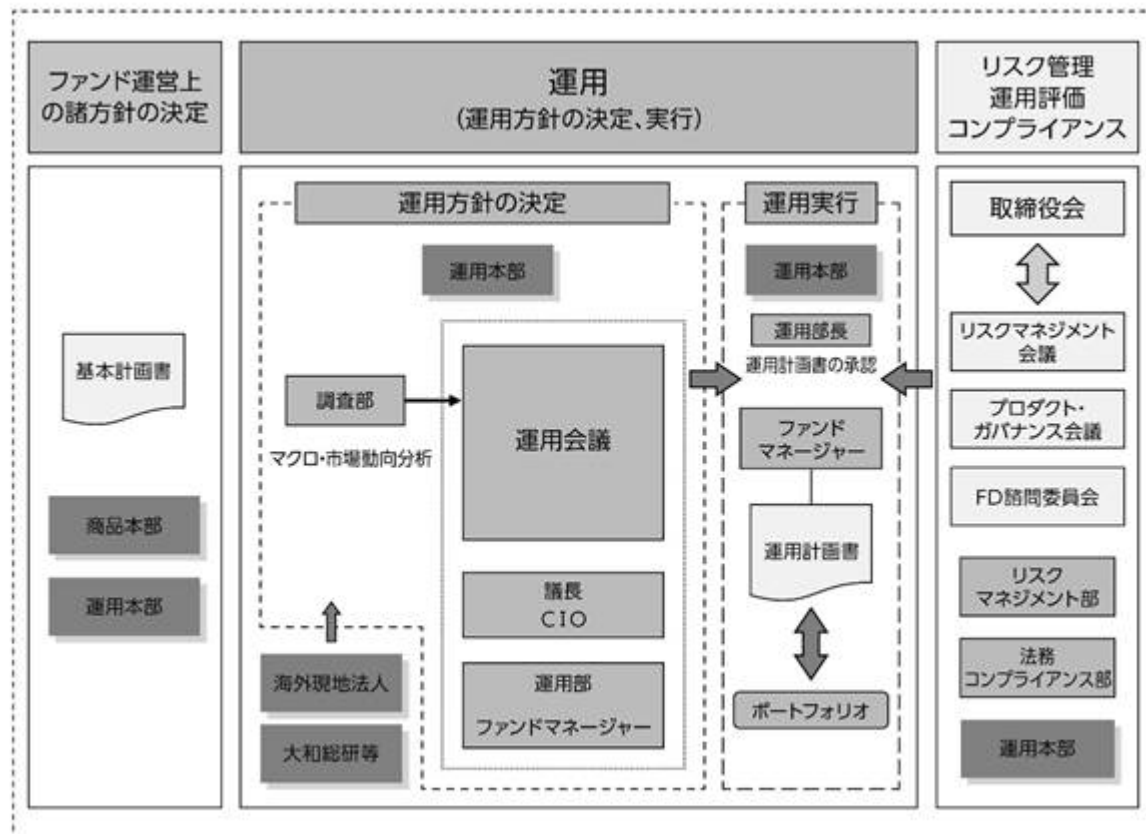 ファンド運営上
の諸方針の決定
運用
(運用方針の決定、実行)
リスク管理
運用評価
コンプライアンス
基本計画書
商品本部
運用本部
運用方針の決定
運用本部
調査部
マクロ・市場動向分析
運用会議
議長
CIO
運用部
ファンドマネージャー
海外現地法人
大和総研等
運用実行
運用本部
運用部長
運用計画書の承認
ファンド
マネージャー
運用計画書
ポートフォリオ
取締役会
リスクマネジメント
会議
プロダクト・
ガバナンス会議
FD諮問委員会
リスク
マネジメント部
法務
コンプライアンス部
運用本部